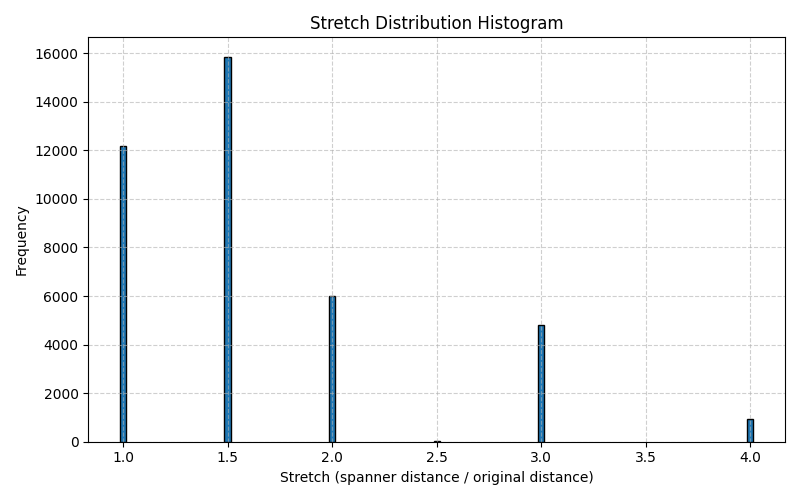 Stretch Distribution Histogram
Frequency
16000
14000
12000
10000
8000
6000
4000
2000
0
1.0 1.5 2.0 2.5 3.0 3.5 4.0
Stretch (spanner distance / original distance)